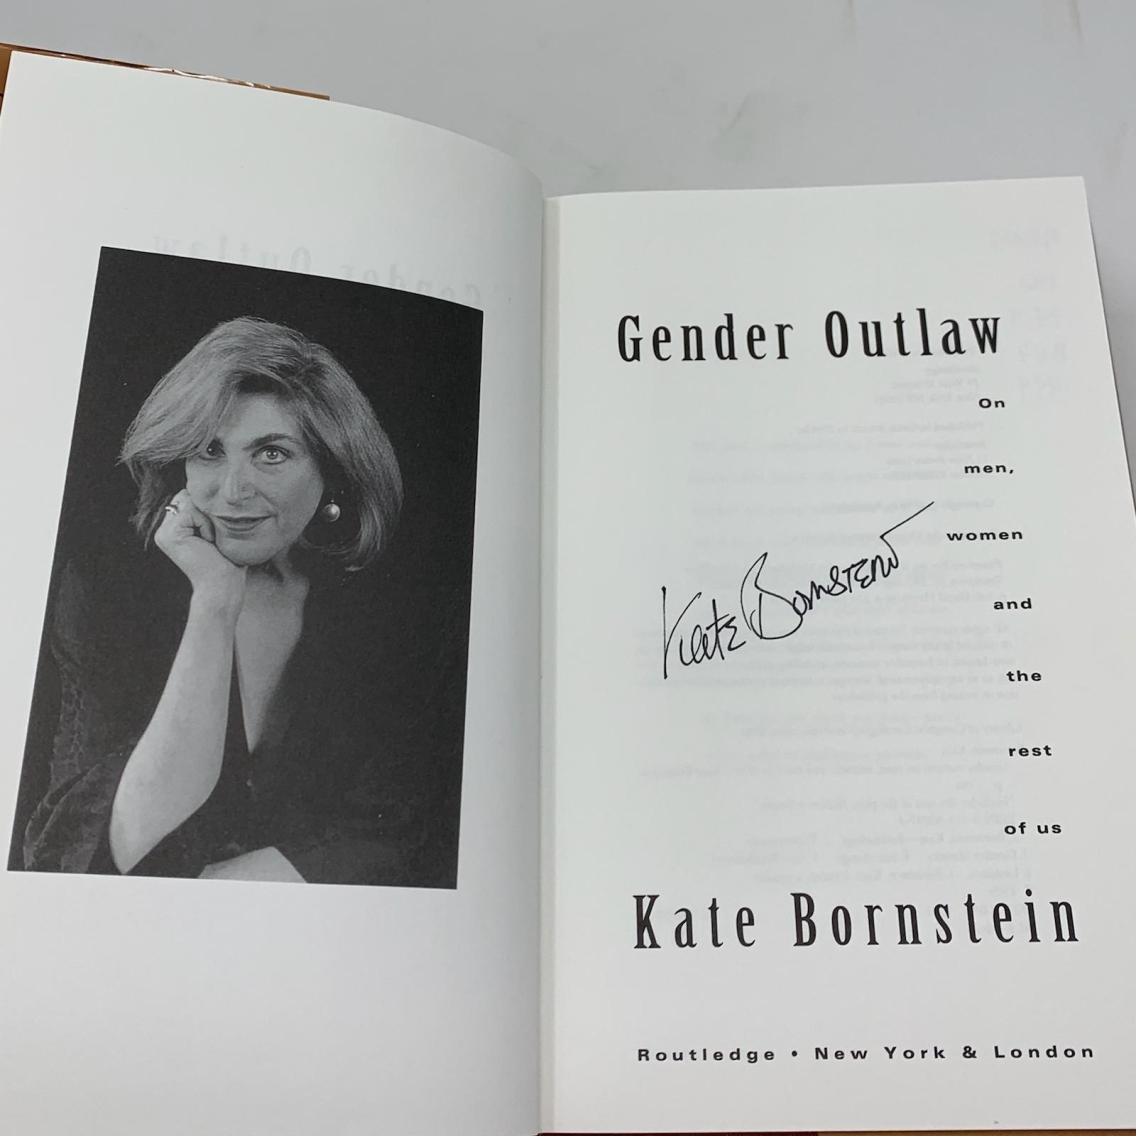 Gender Outlaw
On
men,
women
Kate Bornstein
and
the
rest
of us
Kate Bornstein
Routledge • New York & London